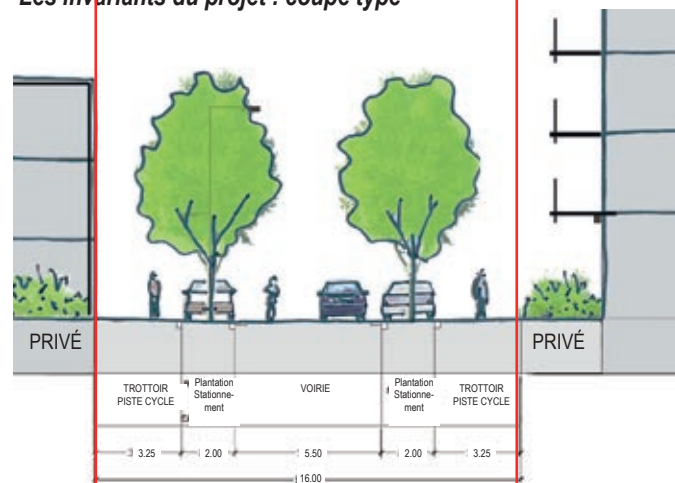 Les invariants du projet : coupe type
PRIVÉ
PRIVÉ
TROTTOIR
PISTE CYCLE
Plantation
Stationne-
ment
VOIRIE
Plantation
Stationne-
ment
TROTTOIR
PISTE CYCLE
3.25
2.00
5.50
2.00
3.25
16.00